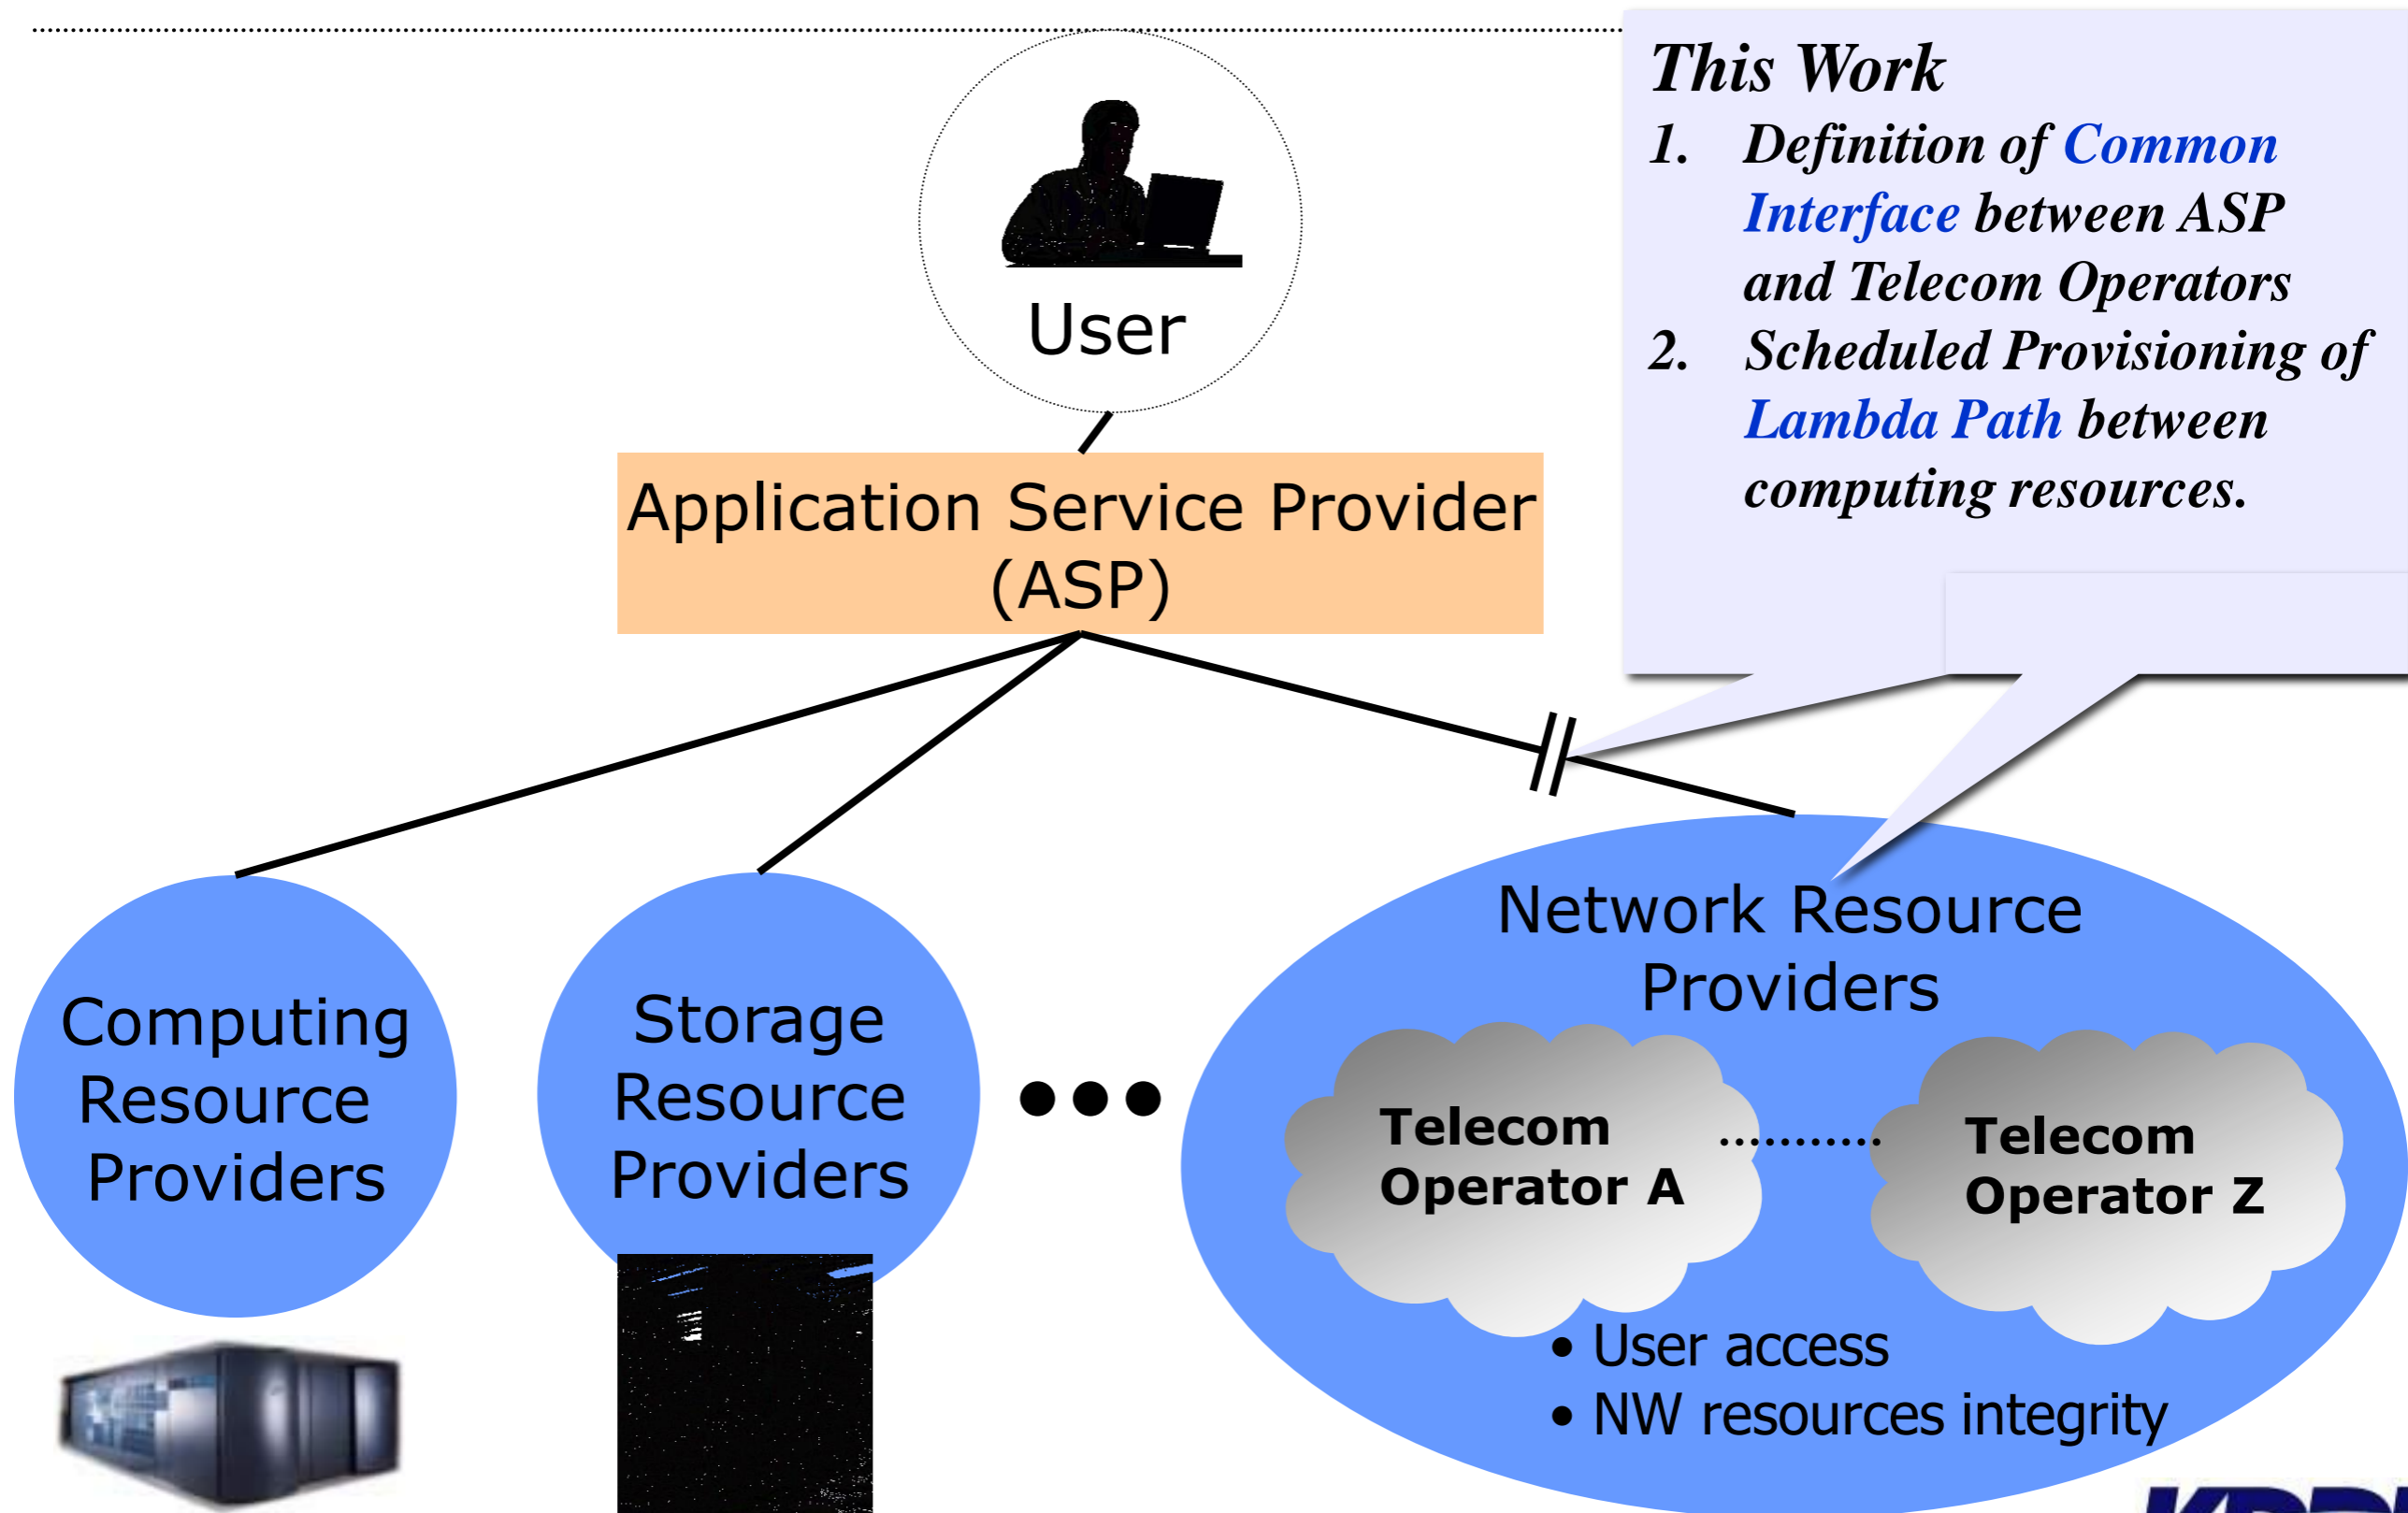 This Work
1. Definition of Common
Interface between ASP
and Telecom Operators
2. Scheduled Provisioning of
Lambda Path between
computing resources.
User
Application Service Provider
(ASP)
Computing
Resource
Providers
Storage
Resource
Providers
•••
Network Resource
Providers
Telecom
Operator A
...........
Telecom
Operator Z
• User access
• NW resources integrity